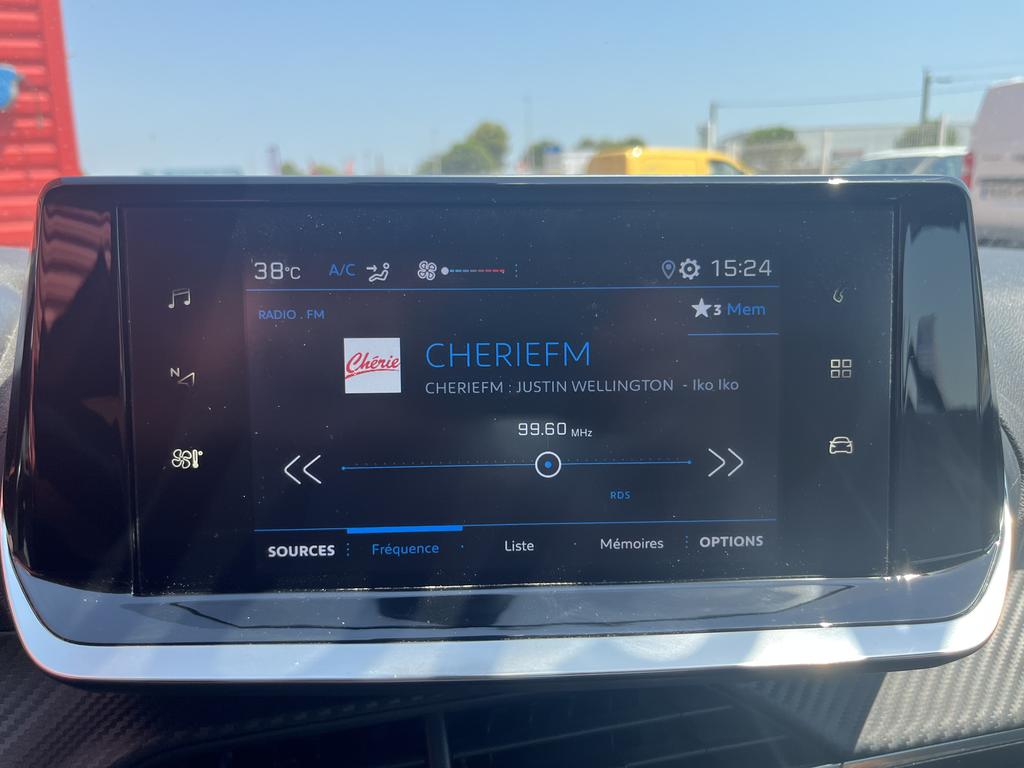 38°C A/C 15:24
RADIO . FM
3 Mem
Chérie
CHERIEFM
CHERIEFM : JUSTIN WELLINGTON - Iko Iko
99.60 MHz
N
RDS
SOURCES Fréquence Liste Mémoires OPTIONS